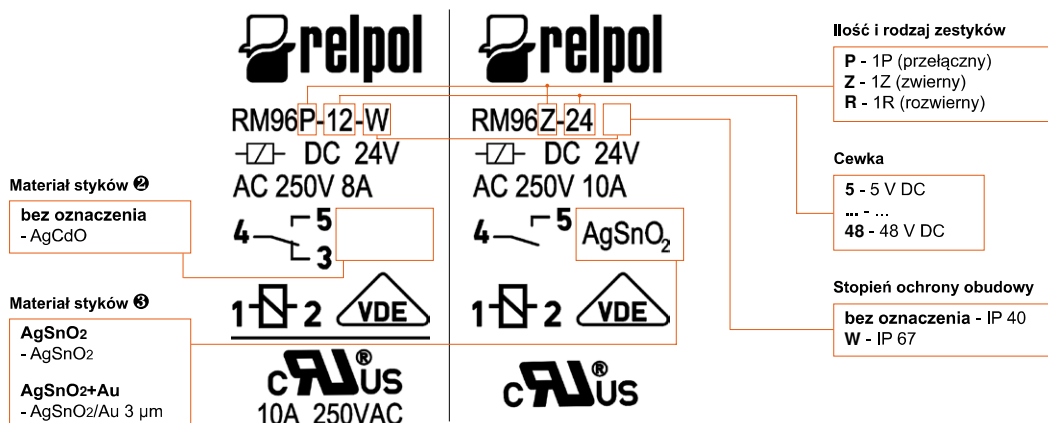 Materiał styków ❷
bez oznaczenia
- AgCdO
Materiał styków ❸
AgSnO2
- AgSnO2
AgSnO2+Au
- AgSnO2/Au 3 μm
relpol
RM96P-12-W
DC 24V
AC 250V 8A
4 5
3
1 2 VDE
cRUus®
10A 250VAC
relpol
RM96Z-24
DC 24V
AC 250V 10A
4 5 AgSnO₂
1 2 VDE
cRUus®
Ilość i rodzaj zestyków
P - 1P (przełączny)
Z - 1Z (zwierny)
R - 1R (rozwierny)
Cewka
5 - 5 V DC
... - ...
48 - 48 V DC
Stopień ochrony obudowy
bez oznaczenia - IP 40
W - IP 67